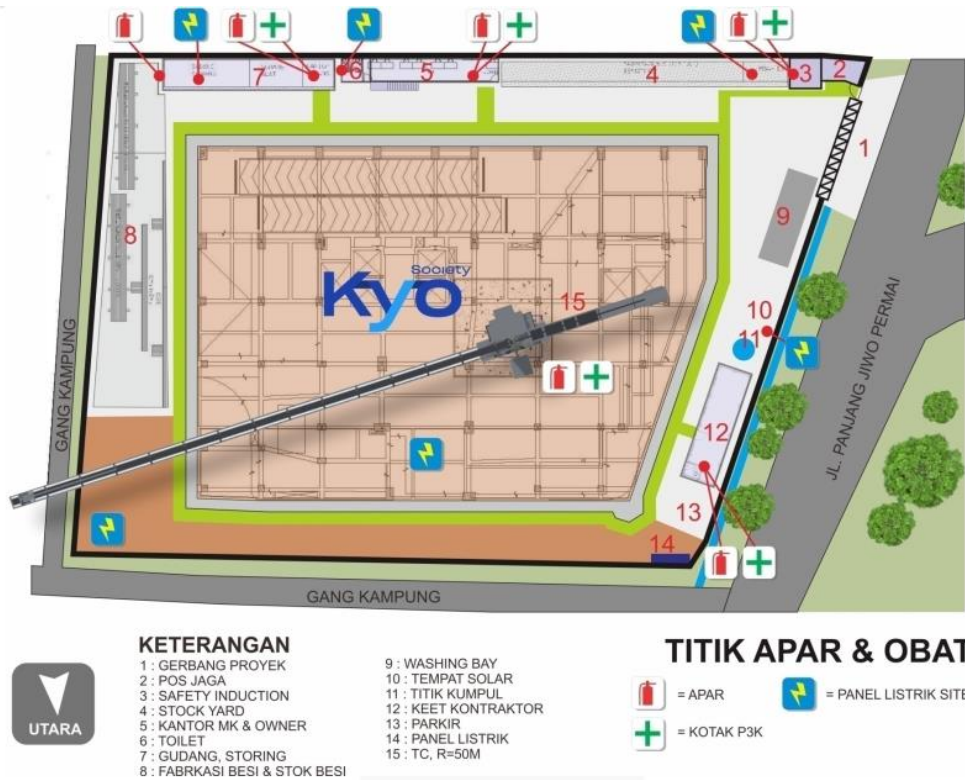 7
6
5
4
3
2
1
8
9
Society
Kyo
15
10
11
12
13
14
GANG KAMPUNG
JL. PANJANG JIWO PERMAI
GANG KAMPUNG
KETERANGAN
1 : GERBANG PROYEK
2 : POS JAGA
3 : SAFETY INDUCTION
4 : STOCK YARD
5 : KANTOR MK & OWNER
6 : TOILET
7 : GUDANG, STORING
8 : FABRKASI BESI & STOK BESI
9 : WASHING BAY
10 : TEMPAT SOLAR
11 : TITIK KUMPUL
12 : KEET KONTRAKTOR
13 : PARKIR
14 : PANEL LISTRIK
15 : TC, R=50M
UTARA
TITIK APAR & OBAT
= APAR
= PANEL LISTRIK SITE
= KOTAK P3K